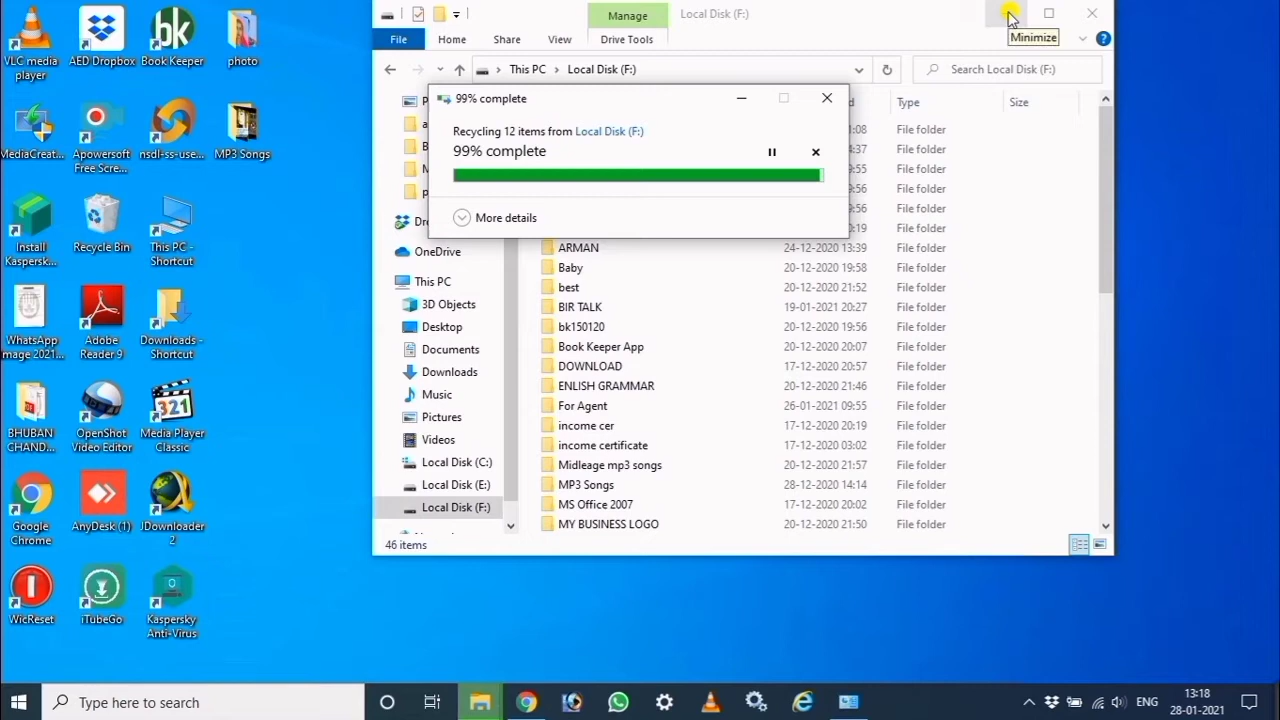 Manage
Local Disk (F:)
Minimize
File
Home
Share
View
Drive Tools
This PC
Local Disk (F:)
Search Local Disk (F:)
99% complete
Recycling 12 items from Local Disk (F:)
99% complete
More details
Type
Size
File folder
File folder
File folder
File folder
File folder
File folder
ARMAN 24-12-2020 13:39 File folder
Baby 20-12-2020 19:58 File folder
best 20-12-2020 21:52 File folder
BIR TALK 19-01-2021 20:27 File folder
bk150120 20-12-2020 19:56 File folder
Book Keeper App 20-12-2020 20:07 File folder
DOWNLOAD 17-12-2020 20:57 File folder
ENLISH GRAMMAR 20-12-2020 21:46 File folder
For Agent 26-01-2021 09:55 File folder
income cer 17-12-2020 20:19 File folder
income certificate 17-12-2020 03:02 File folder
Midleage mp3 songs 20-12-2020 21:57 File folder
MP3 Songs 28-12-2020 14:14 File folder
MS Office 2007 17-12-2020 20:02 File folder
MY BUSINESS LOGO 20-12-2020 21:50 File folder
OneDrive
This PC
3D Objects
Desktop
Documents
Downloads
Music
Pictures
Videos
Local Disk (C:)
Local Disk (E:)
Local Disk (F:)
46 items
VLC media
player
AED Dropbox
Book Keeper
photo
MediaCreat...
Apowersoft
Free Scre...
nsdl-ss-use...
MP3 Songs
Install
Kaspersk...
Recycle Bin
This PC -
Shortcut
WhatsApp
Image 2021...
Adobe
Reader 9
Downloads -
Shortcut
BHUBAN
CHAND...
OpenShot
Video Editor
321
Media Player
Classic
Google
Chrome
AnyDesk (1)
JDownloader
2
WicReset
iTubeGo
Kaspersky
Anti-Virus
Type here to search
ENG
13:18
28-01-2021